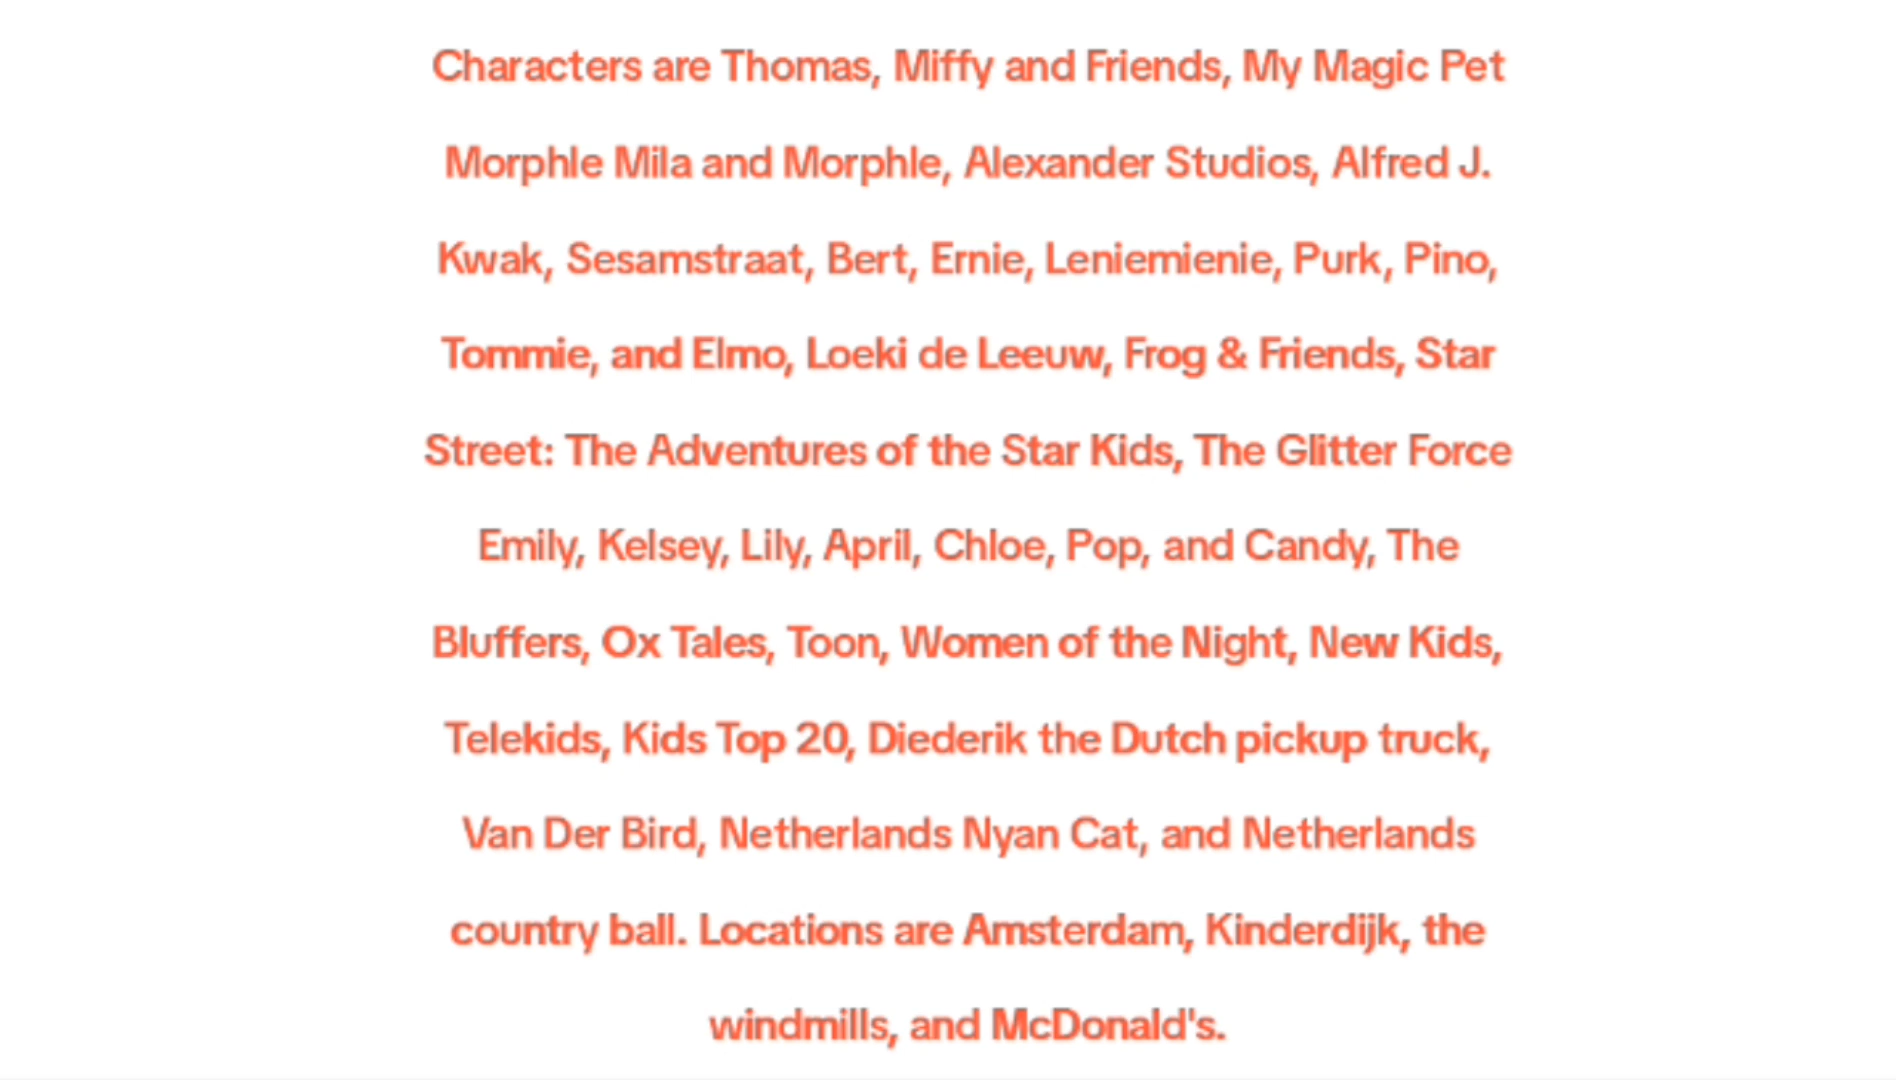 Characters are Thomas, Miffy and Friends, My Magic Pet
Morphle Mila and Morphle, Alexander Studios, Alfred J.
Kwak, Sesamstraat, Bert, Ernie, Leniemienie, Purk, Pino,
Tommie, and Elmo, Loeki de Leeuw, Frog & Friends, Star
Street: The Adventures of the Star Kids, The Glitter Force
Emily, Kelsey, Lily, April, Chloe, Pop, and Candy, The
Bluffers, Ox Tales, Toon, Women of the Night, New Kids,
Telekids, Kids Top 20, Diederik the Dutch pickup truck,
Van Der Bird, Netherlands Nyan Cat, and Netherlands
country ball. Locations are Amsterdam, Kinderdijk, the
windmills, and McDonald's.